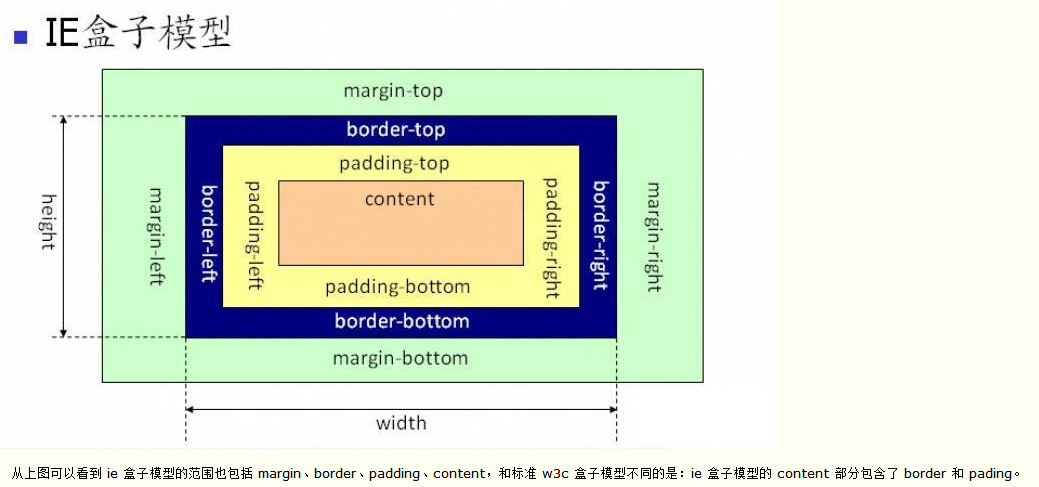 IE盒子模型
margin-top
border-top
padding-top
content
height
margin-left
border-left
padding-left
padding-right
border-right
margin-right
padding-bottom
border-bottom
margin-bottom
width
从上图可以看到 ie 盒子模型的范围也包括 margin、border、padding、content，和标准 w3c 盒子模型不同的是：ie 盒子模型的 content 部分包含了 border 和 pading。